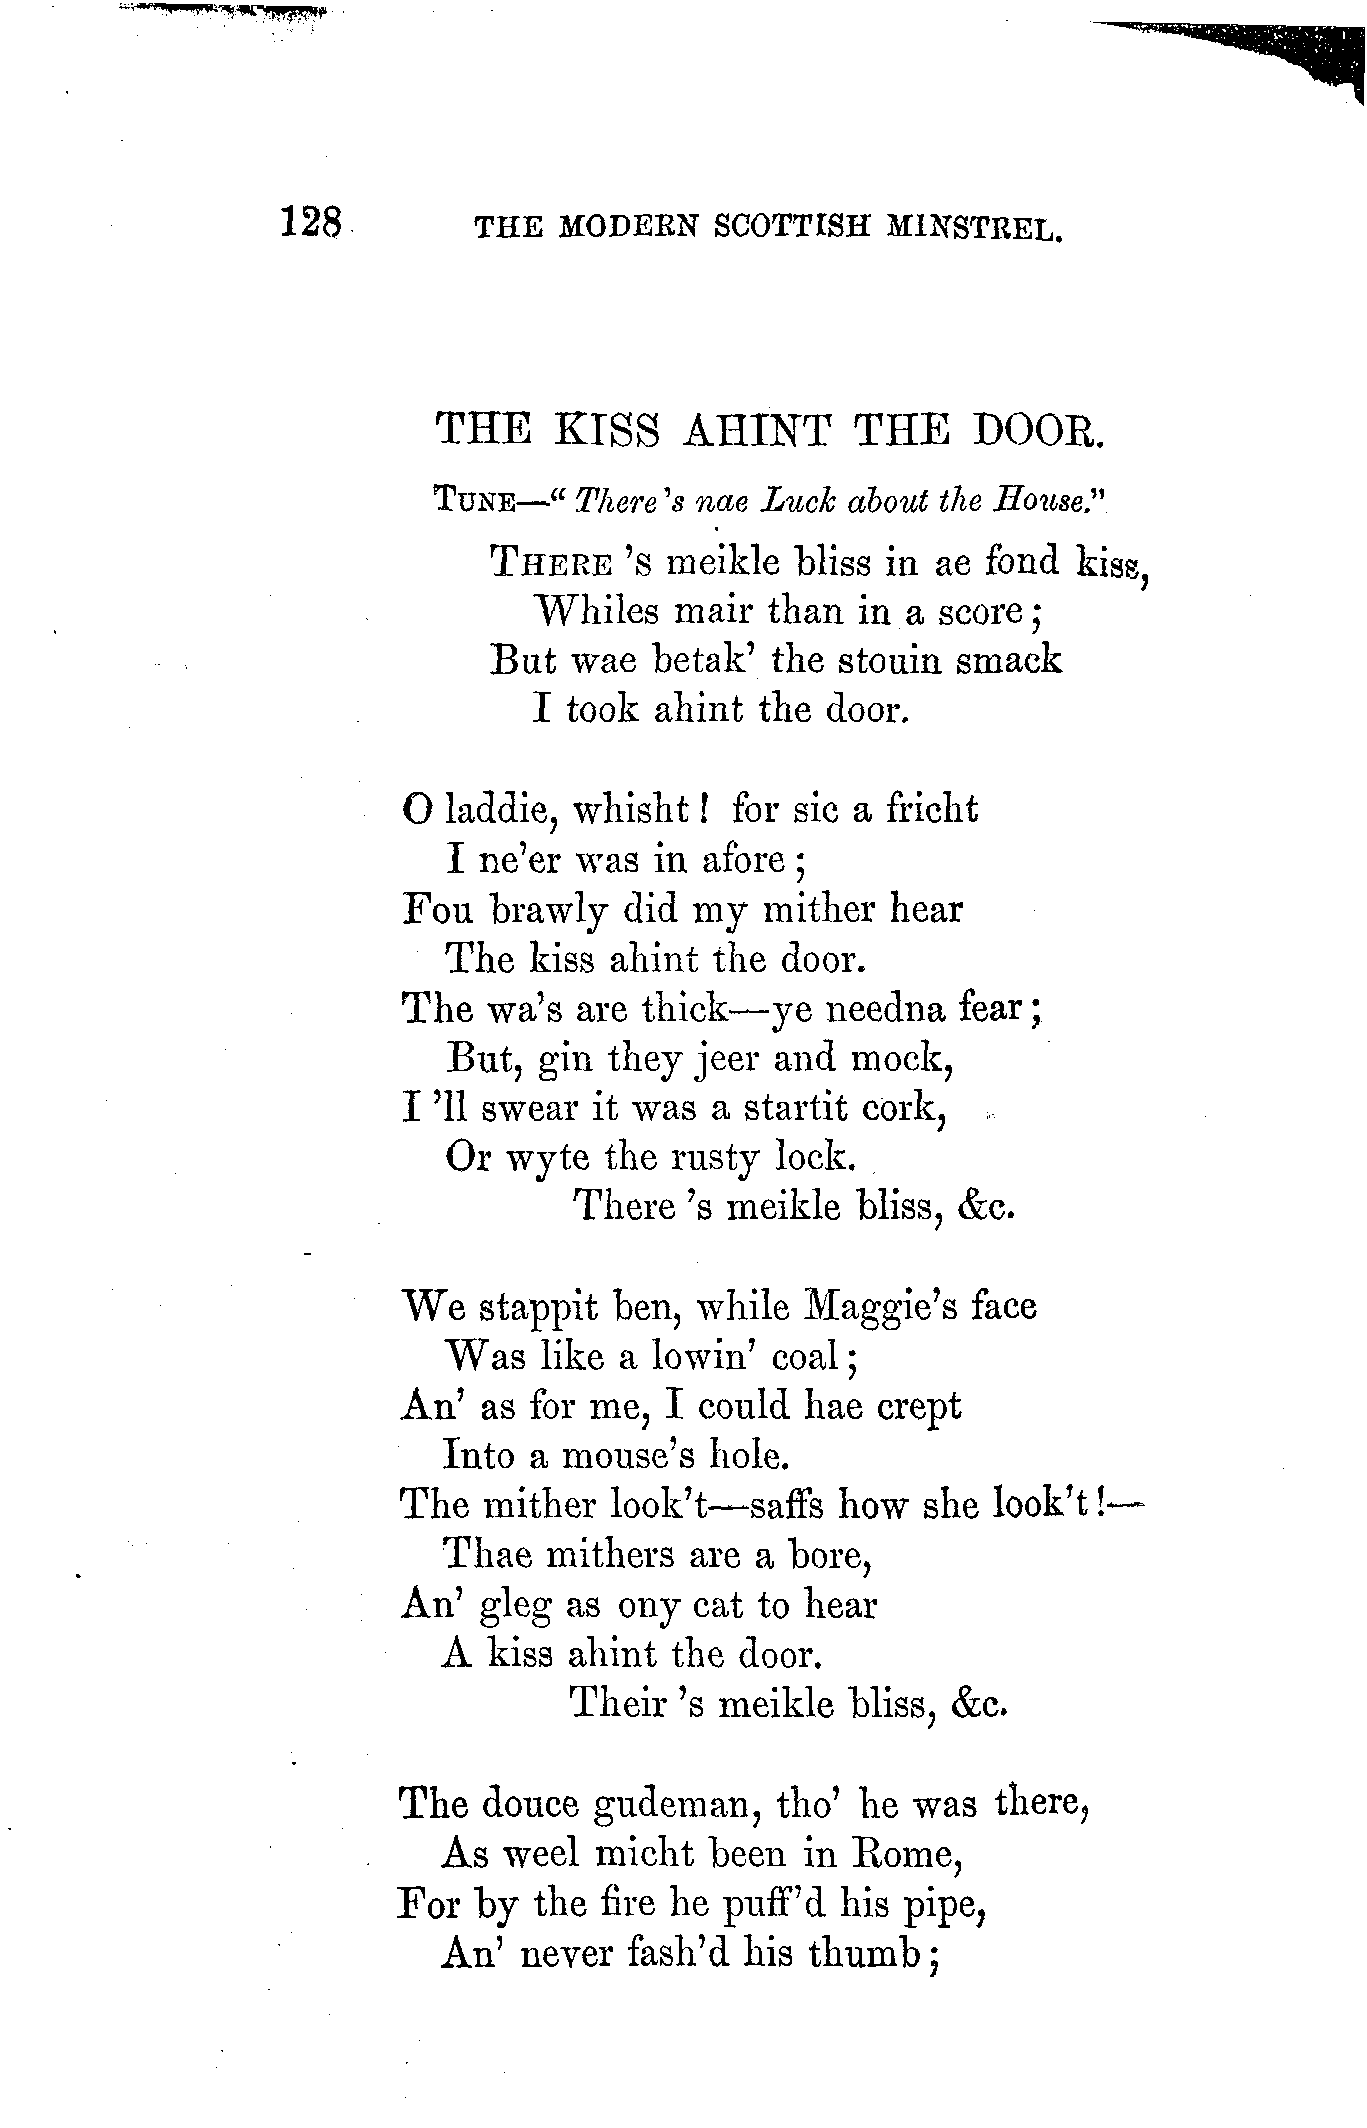 128 THE MODERN SCOTTISH MINSTREL.
THE KISS AHINT THE DOOR.
TUNE—“There 's nae Luck about the House.”
THERE 's meikle bliss in ae fond kiss,
Whiles mair than in a score;
But wae betak' the stouin smack
I took ahint the door.
O laddie, whisht! for sic a fricht
I ne'er was in afore;
Fou brawly did my mither hear
The kiss ahint the door.
The wa's are thick—ye needna fear;
But, gin they jeer and mock,
I 'll swear it was a startit cork,
Or wyte the rusty lock.
There 's meikle bliss, &c.
We stappit ben, while Maggie's face
Was like a lowin' coal;
An' as for me, I could hae crept
Into a mouse's hole.
The mither look't—saffs how she look't!—
Thae mithers are a bore,
An' gleg as ony cat to hear
A kiss ahint the door.
Their 's meikle bliss, &c.
The douce gudeman, tho' he was there,
As weel micht been in Rome,
For by the fire he puff'd his pipe,
An' never fash'd his thumb;